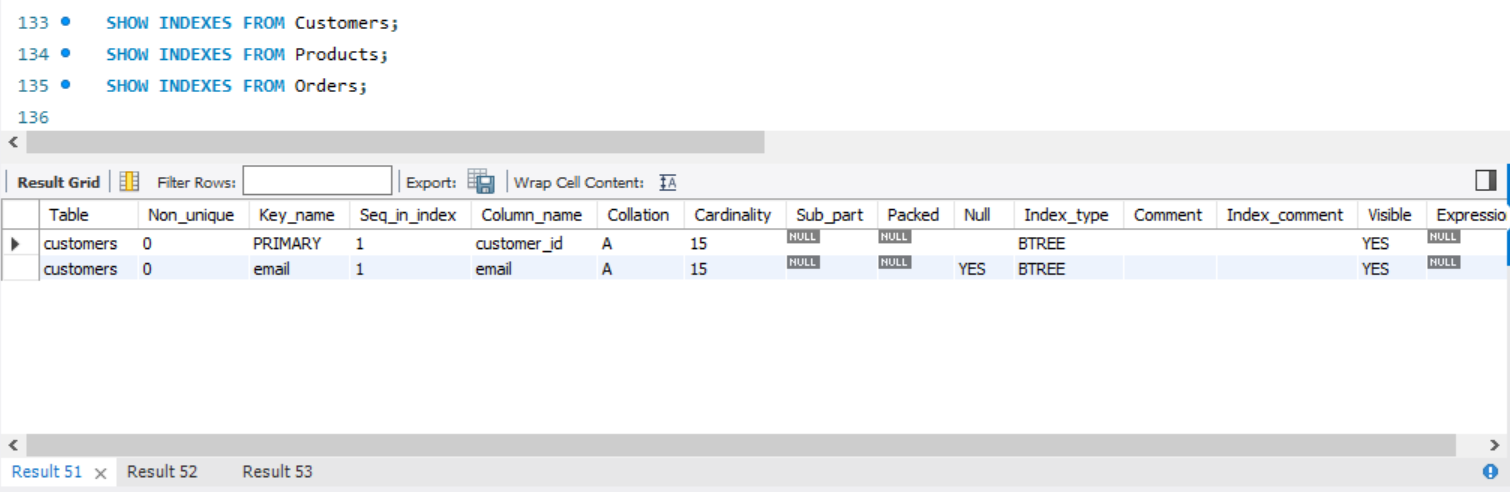 133 SHOW INDEXES FROM Customers;
134 SHOW INDEXES FROM Products;
135 SHOW INDEXES FROM Orders;
136
Result Grid Filter Rows: Export: Wrap Cell Content: IA
Table Non_unique Key_name Seq_in_index Column_name Collation Cardinality Sub_part Packed Null Index_type Comment Index_comment Visible Expressio
customers 0 PRIMARY 1 customer_id A 15 NULL NULL BTREE YES NULL
customers 0 email 1 email A 15 NULL NULL YES BTREE YES NULL
Result 51 × Result 52 Result 53